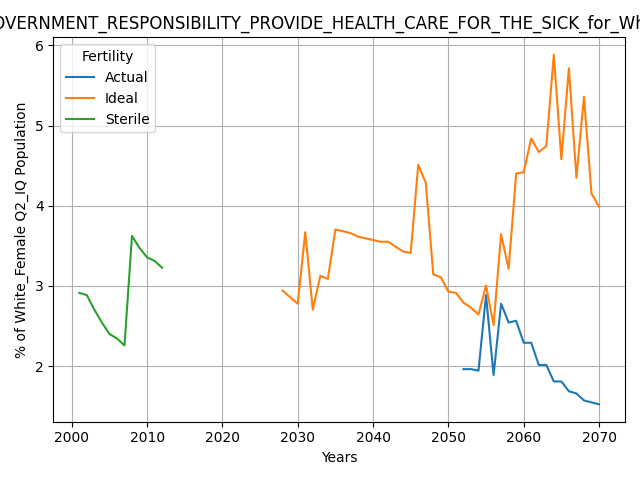 OVERNMENT_RESPONSIBILITY_PROVIDE_HEALTH_CARE_FOR_THE_SICK_for_Wh
Fertility
Actual
Ideal
Sterile
% of White_Female Q2_IQ Population
6
5
4
3
2
2000 2010 2020 2030 2040 2050 2060 2070
Years